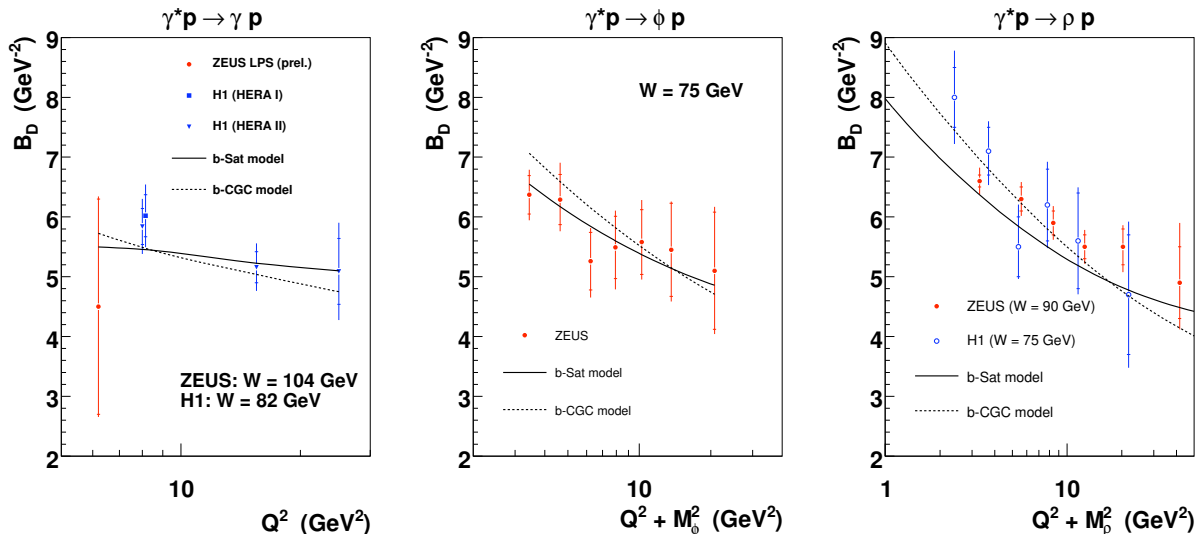 γ*p → γ p
B_D (GeV⁻²)
9
8
7
6
5
4
3
2
ZEUS LPS (prel.)
H1 (HERA I)
H1 (HERA II)
b-Sat model
b-CGC model
ZEUS: W = 104 GeV
H1: W = 82 GeV
10
Q² (GeV²)
γ*p → ϕ p
B_D (GeV⁻²)
9
8
7
6
5
4
3
2
W = 75 GeV
ZEUS
b-Sat model
b-CGC model
10
Q² + M²_ϕ (GeV²)
γ*p → ρ p
B_D (GeV⁻²)
9
8
7
6
5
4
3
2
ZEUS (W = 90 GeV)
H1 (W = 75 GeV)
b-Sat model
b-CGC model
1 10
Q² + M²_ρ (GeV²)